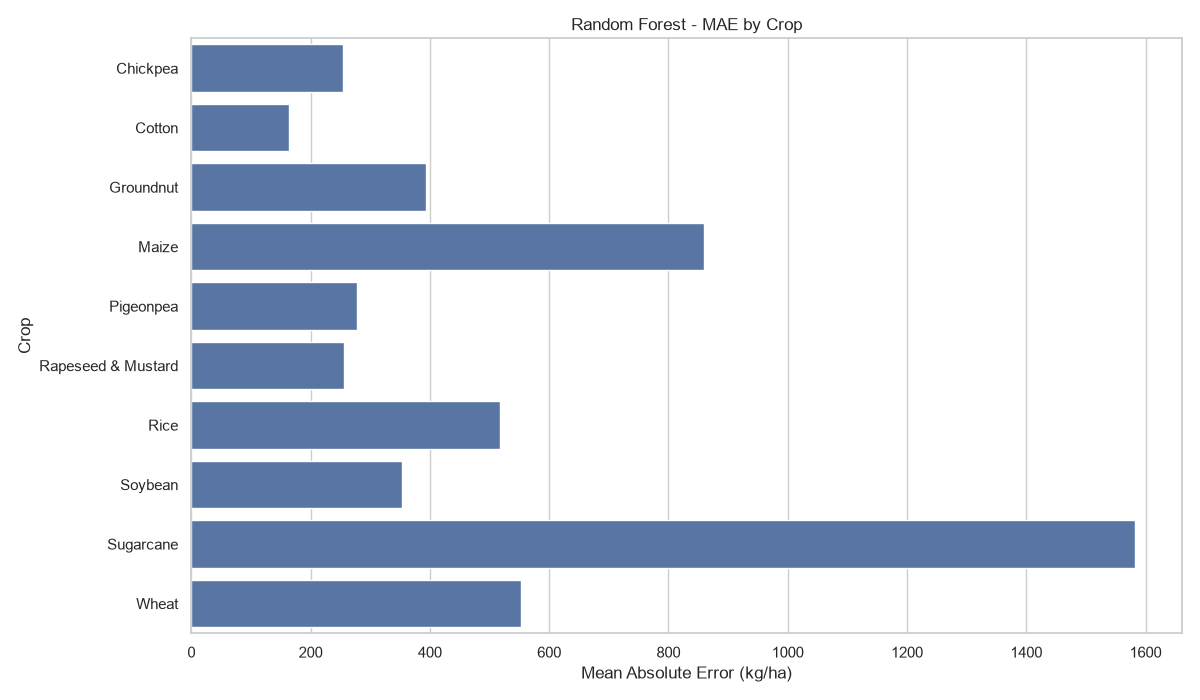 Random Forest - MAE by Crop
Crop
Chickpea
Cotton
Groundnut
Maize
Pigeonpea
Rapeseed & Mustard
Rice
Soybean
Sugarcane
Wheat
0 200 400 600 800 1000 1200 1400 1600
Mean Absolute Error (kg/ha)